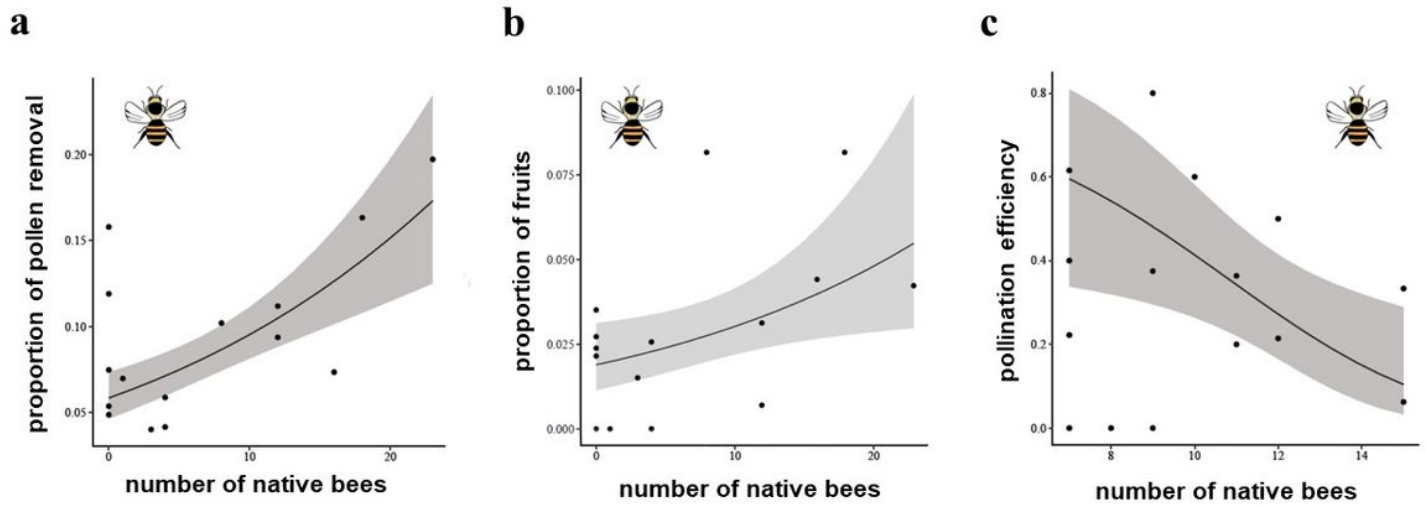 a
proportion of pollen removal
0.20
0.15
0.10
0.05
0 10 20
number of native bees
b
proportion of fruits
0.100
0.075
0.050
0.025
0.000
0 10 20
number of native bees
c
pollination efficiency
0.8
0.6
0.4
0.2
0.0
8 10 12 14
number of native bees